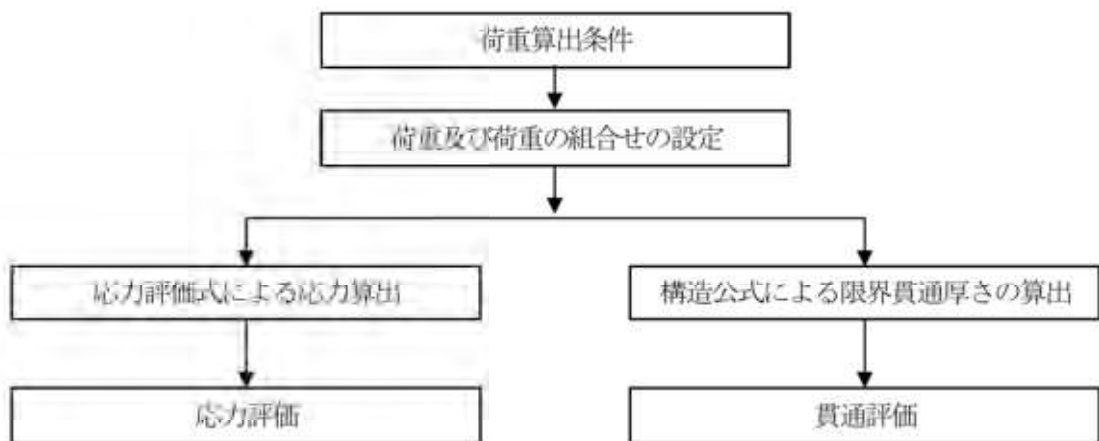 荷重算出条件
荷重及び荷重の組合せの設定
応力評価式による応力算出
構造公式による限界貫通厚さの算出
応力評価
貫通評価